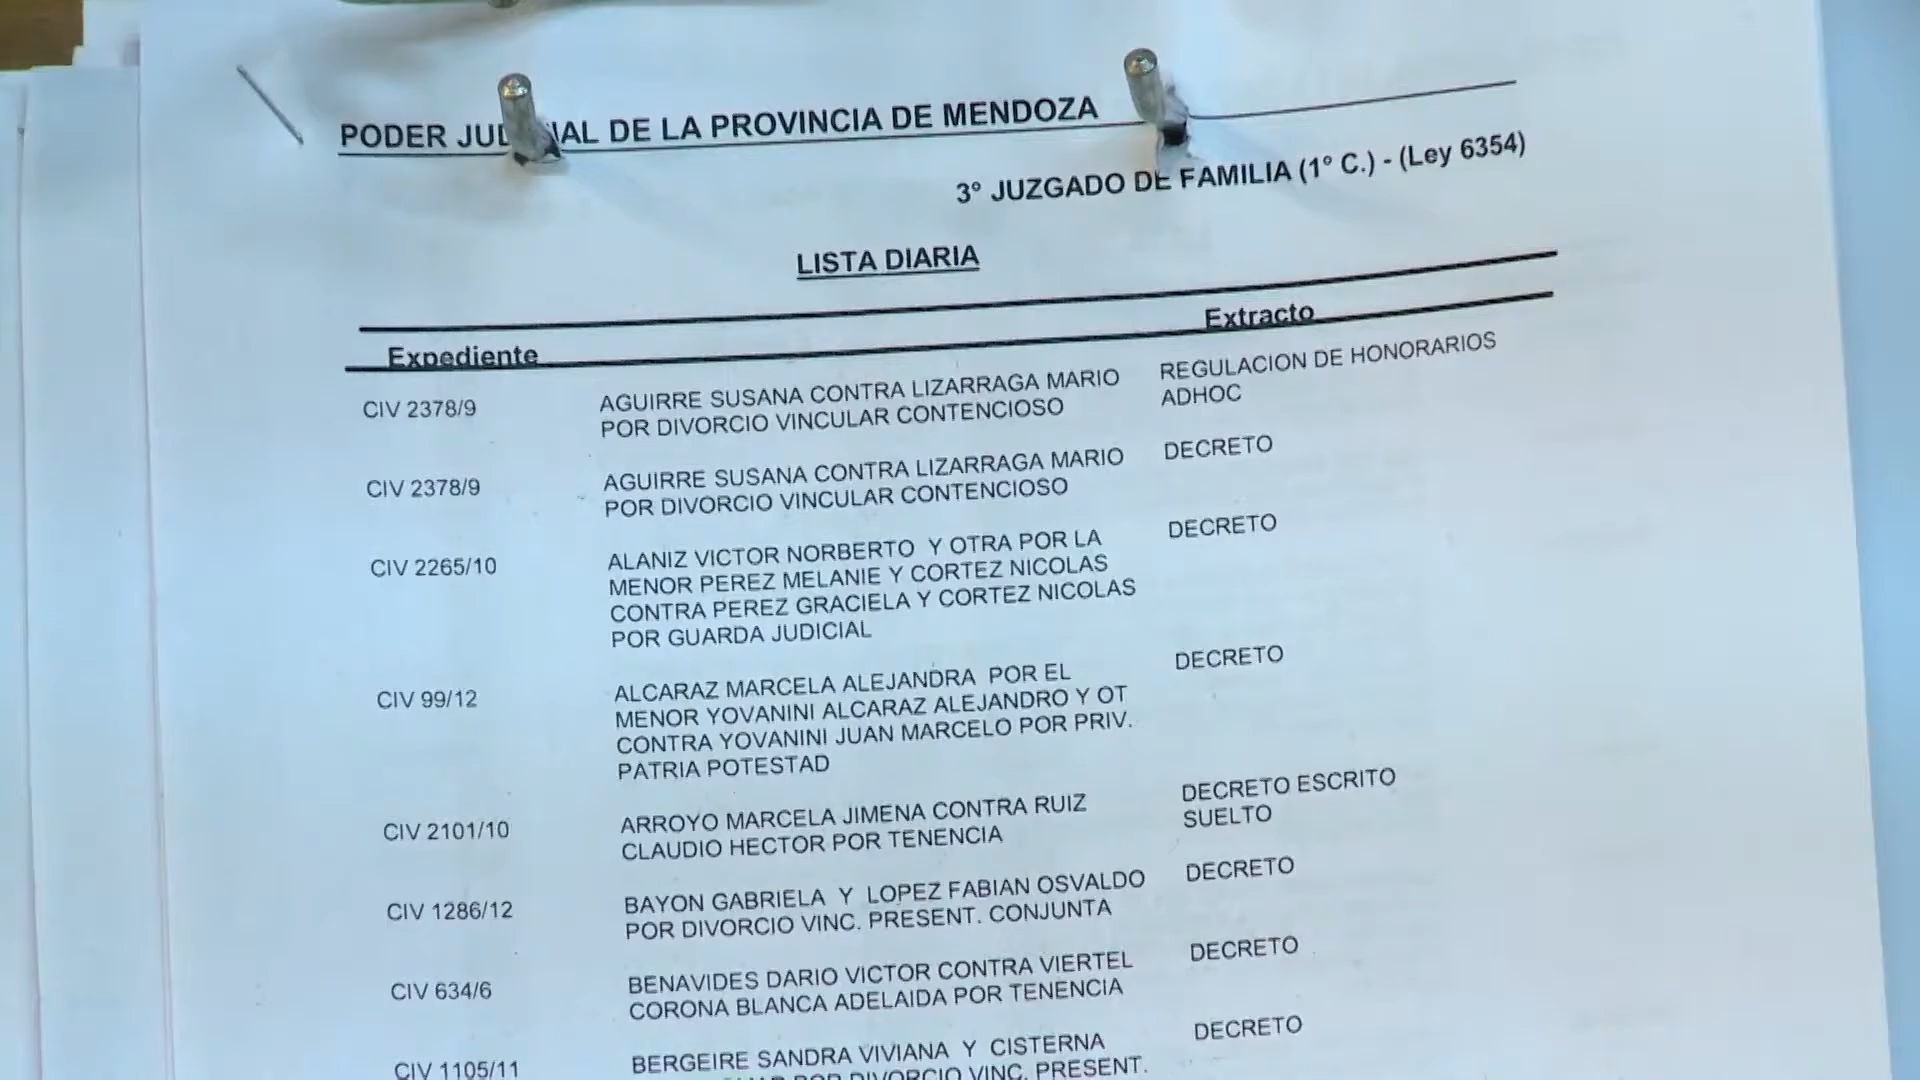 PODER JUDICIAL DE LA PROVINCIA DE MENDOZA
3° JUZGADO DE FAMILIA (1° C.) - (Ley 6354)
LISTA DIARIA
Expediente Extracto
CIV 2378/9 AGUIRRE SUSANA CONTRA LIZARRAGA MARIO REGULACION DE HONORARIOS
POR DIVORCIO VINCULAR CONTENCIOSO ADHOC
CIV 2378/9 AGUIRRE SUSANA CONTRA LIZARRAGA MARIO DECRETO
POR DIVORCIO VINCULAR CONTENCIOSO
CIV 2265/10 ALANIZ VICTOR NORBERTO Y OTRA POR LA DECRETO
MENOR PEREZ MELANIE Y CORTEZ NICOLAS
CONTRA PEREZ GRACIELA Y CORTEZ NICOLAS
POR GUARDA JUDICIAL
CIV 99/12 ALCARAZ MARCELA ALEJANDRA POR EL DECRETO
MENOR YOVANINI ALCARAZ ALEJANDRO Y OT
CONTRA YOVANINI JUAN MARCELO POR PRIV.
PATRIA POTESTAD
CIV 2101/10 ARROYO MARCELA JIMENA CONTRA RUIZ DECRETO ESCRITO
CLAUDIO HECTOR POR TENENCIA SUELTO
CIV 1286/12 BAYON GABRIELA Y LOPEZ FABIAN OSVALDO DECRETO
POR DIVORCIO VINC. PRESENT. CONJUNTA
CIV 634/6 BENAVIDES DARIO VICTOR CONTRA VIERTEL DECRETO
CORONA BLANCA ADELAIDA POR TENENCIA
CIV 1105/11 BERGEIRE SANDRA VIVIANA Y CISTERNA DECRETO
POR DIVORCIO VINC. PRESENT.